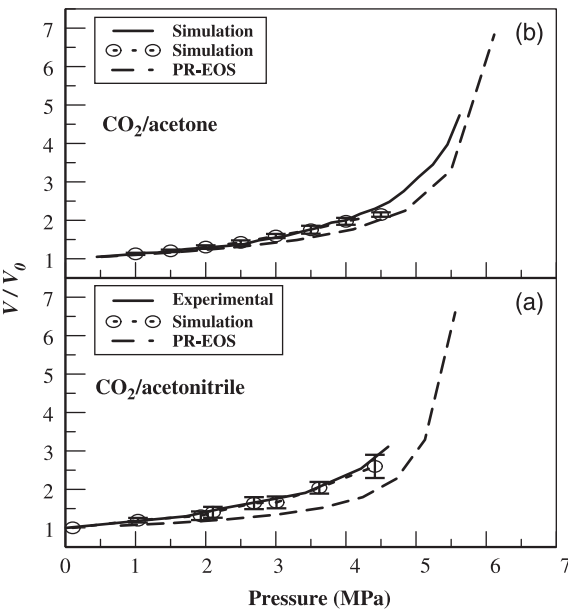 7
6
5
4
3
2
1
Simulation
Simulation
PR-EOS
(b)
CO2/acetone
V/V0
7
6
5
4
3
2
1
Experimental
Simulation
PR-EOS
(a)
CO2/acetonitrile
0 1 2 3 4 5 6 7
Pressure (MPa)